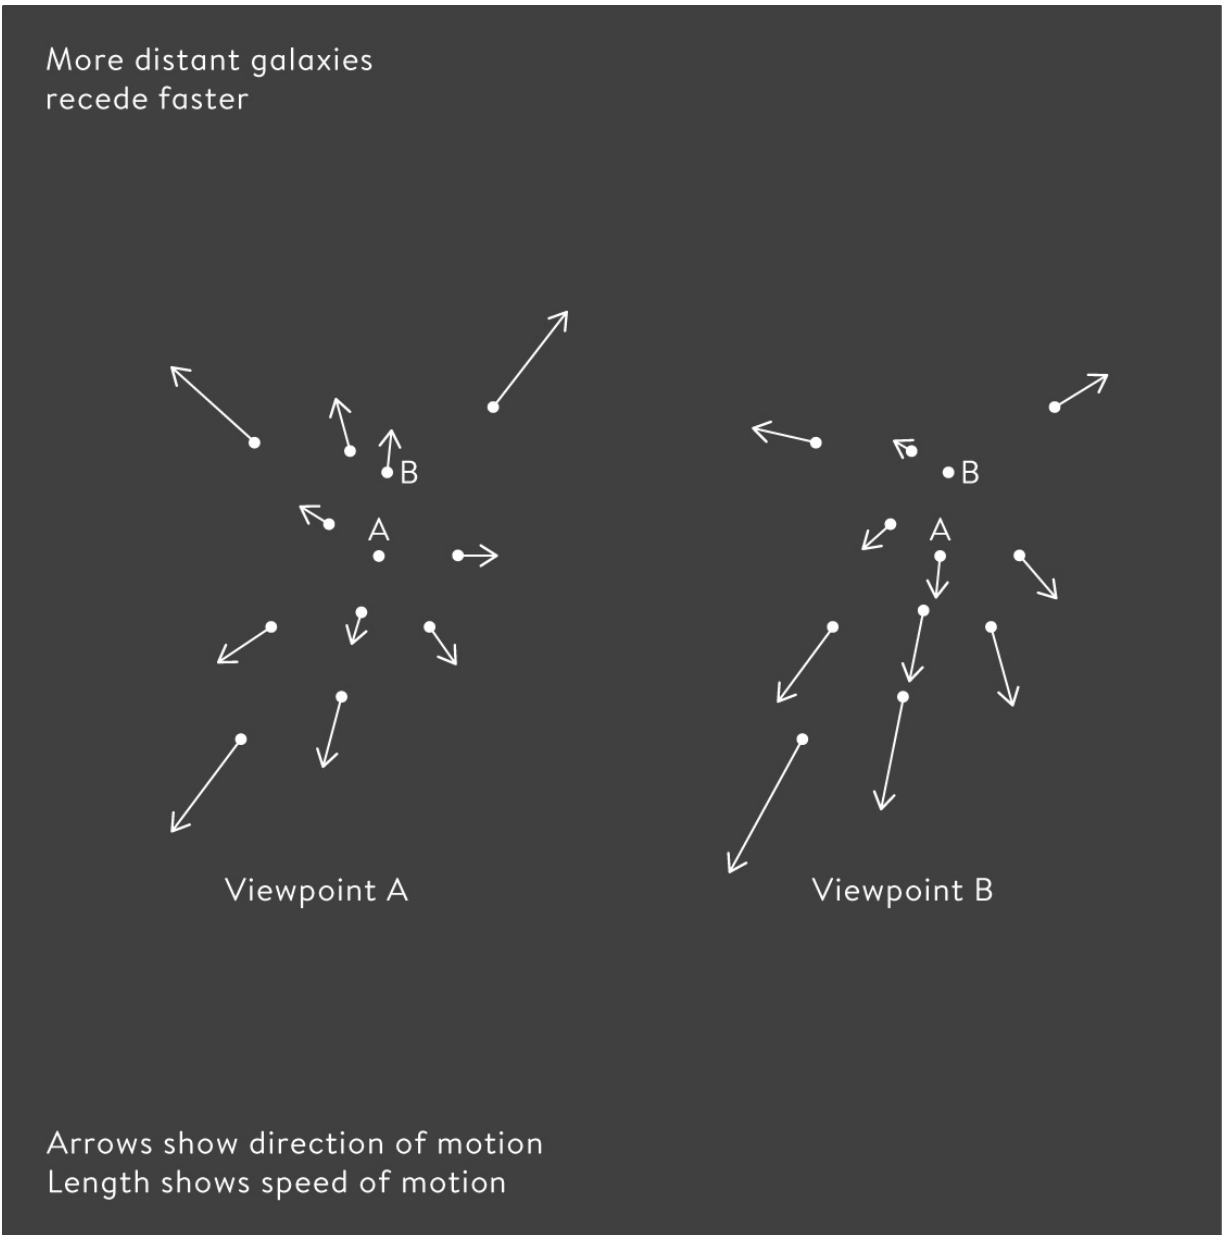 More distant galaxies
recede faster
B
A
B
A
Viewpoint A
Viewpoint B
Arrows show direction of motion
Length shows speed of motion